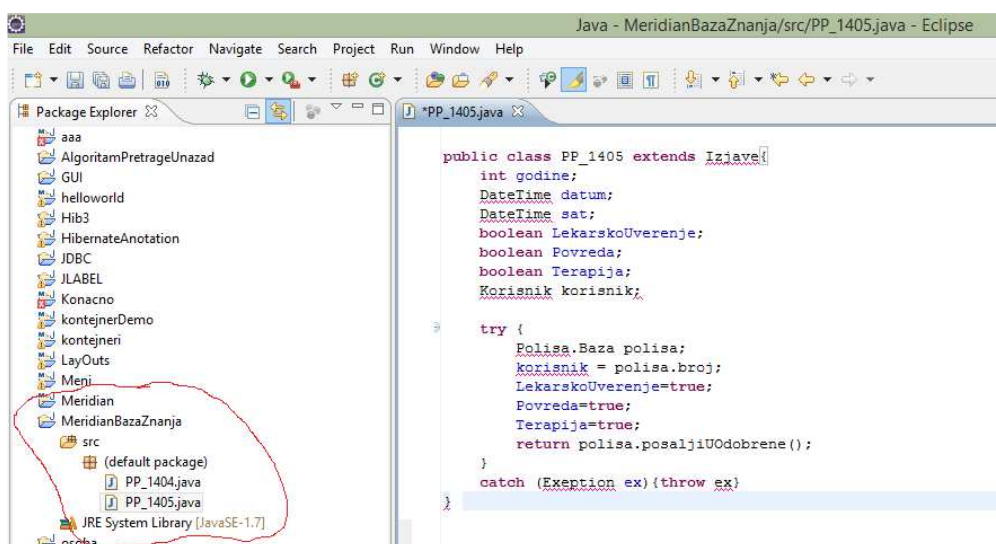 Java - MeridianBazaZnanja/src/PP_1405.java - Eclipse
File Edit Source Refactor Navigate Search Project Run Window Help
Package Explorer
aaa
AlgoritamPretrageUnazad
GUI
helloworld
Hib3
HibernateAnotation
JDBC
JLABEL
Konacno
kontejnerDemo
kontejneri
LayOuts
Meni
Meridian
MeridianBazaZnanja
src
(default package)
PP_1404.java
PP_1405.java
JRE System Library [JavaSE-1.7]
osoba
*PP_1405.java
public class PP_1405 extends Izjave{
int godine;
DateTime datum;
DateTime sat;
boolean LekarskoUverenje;
boolean Povreda;
boolean Terapija;
Korisnik korisnik;
try {
Polisa.Baza polisa;
korisnik = polisa.broj;
LekarskoUverenje=true;
Povreda=true;
Terapija=true;
return polisa.posaljiUOdobrene();
}
catch (Exeption ex){throw ex}
}